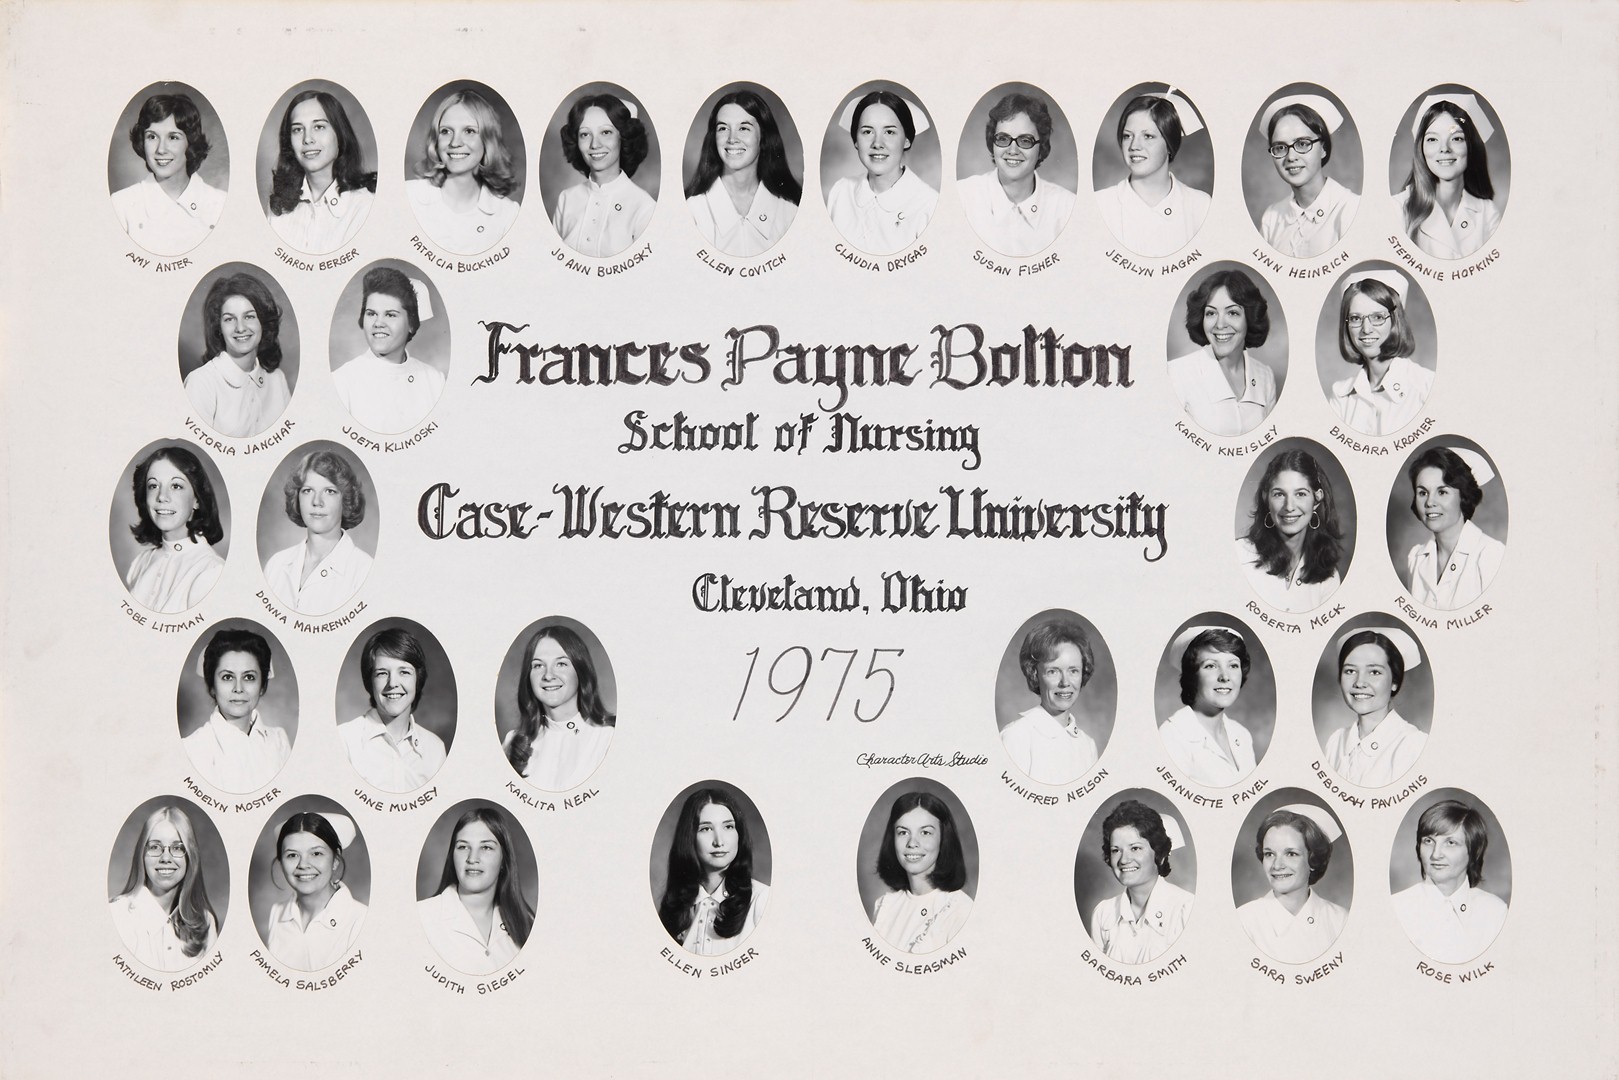 AMY ANTER
SHARON BERGER
PATRICIA BUCKHOLD
JO ANN BURNOSKY
ELLEN COVITCH
CLAUDIA DRYGAS
SUSAN FISHER
JERILYN HAGAN
LYNN HEINRICH
STEPHANIE HOPKINS
VICTORIA JANCHAR
JOETA KLIMOSKI
Frances Payne Bolton
School of Nursing
KAREN KNEISLEY
BARBARA KROMER
Case-Western Reserve University
Cleveland, Ohio
TOBE LITTMAN
DONNA MAHRENHOLZ
ROBERTA MECK
REGINA MILLER
1975
Character Arts Studio
MADELYN MOSTER
JANE MUNSEY
KARLITA NEAL
WINIFRED NELSON
JEANNETTE PAVEL
DEBORAH PAVILONIS
KATHLEEN ROSTOMILY
PAMELA SALSBERRY
JUDITH SIEGEL
ELLEN SINGER
ANNE SLEASMAN
BARBARA SMITH
SARA SWEENY
ROSE WILK